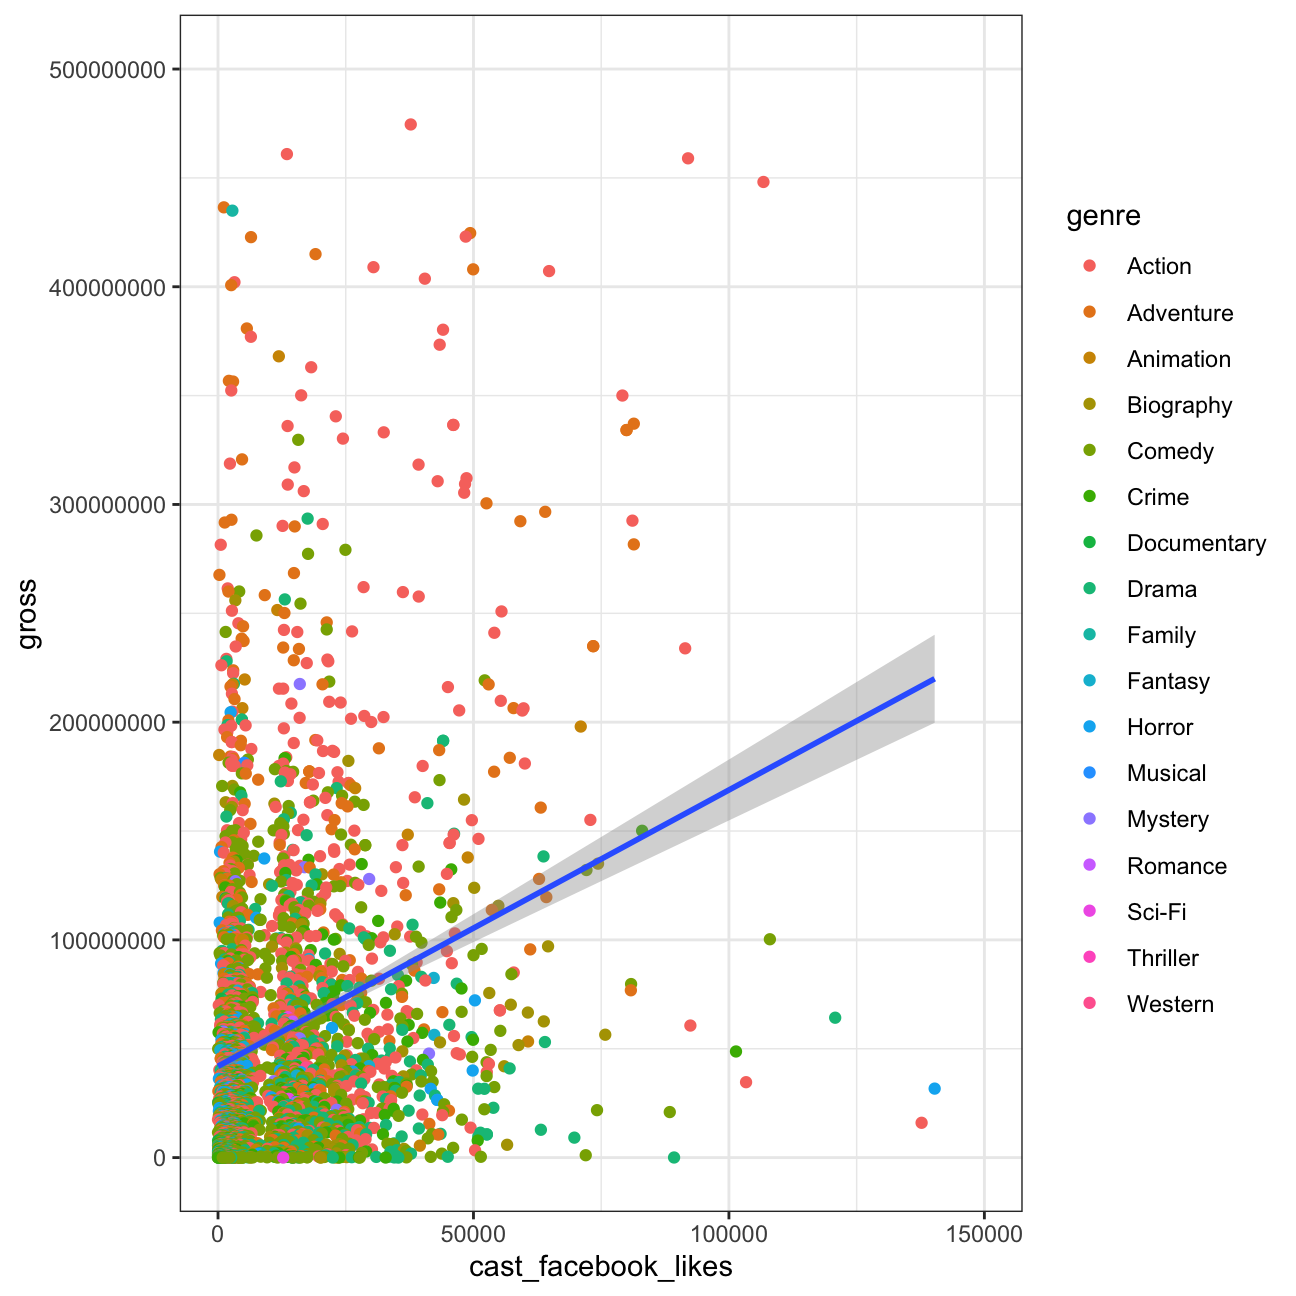 500000000
400000000
300000000
200000000
100000000
0
gross
0
50000
100000
150000
cast_facebook_likes
genre
Action
Adventure
Animation
Biography
Comedy
Crime
Documentary
Drama
Family
Fantasy
Horror
Musical
Mystery
Romance
Sci-Fi
Thriller
Western